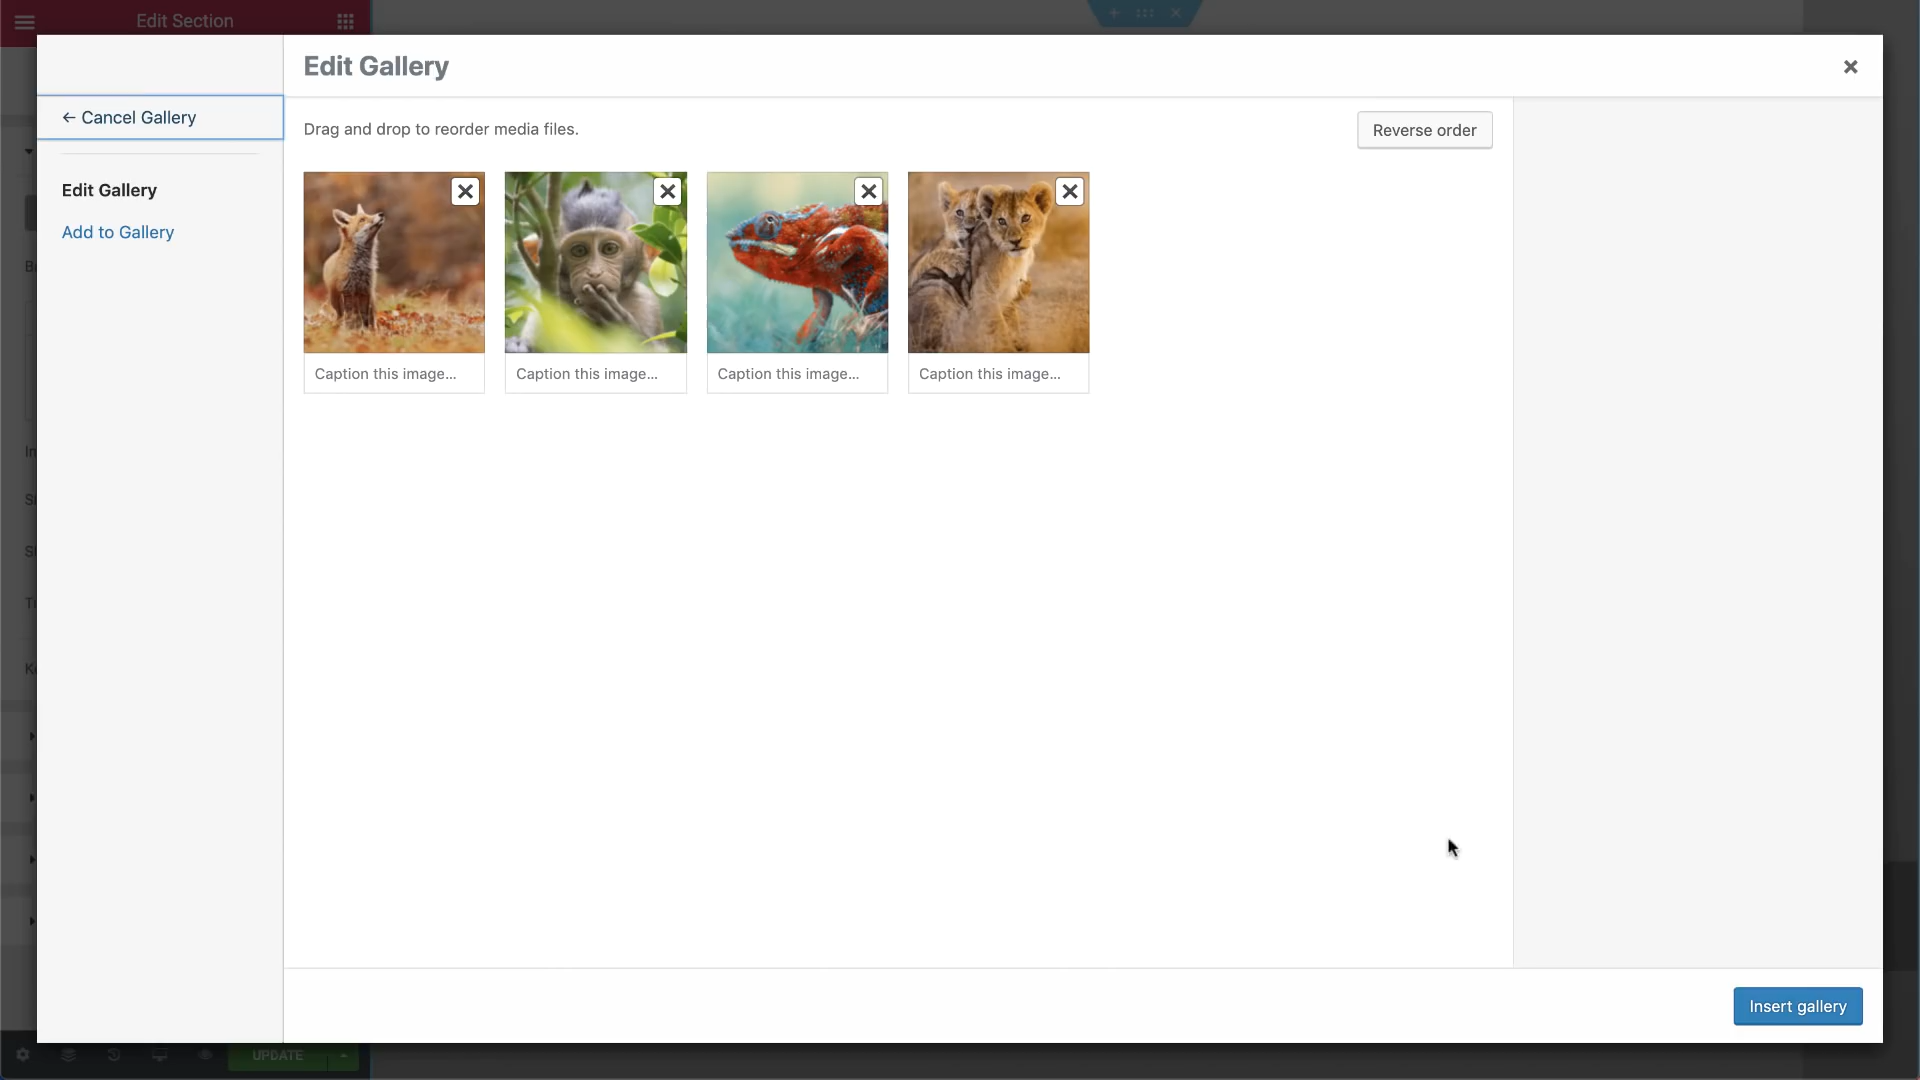 Edit Section
Edit Gallery
← Cancel Gallery
Drag and drop to reorder media files.
Reverse order
Edit Gallery
Add to Gallery
Caption this image...
Caption this image...
Caption this image...
Caption this image...
Insert gallery
UPDATE